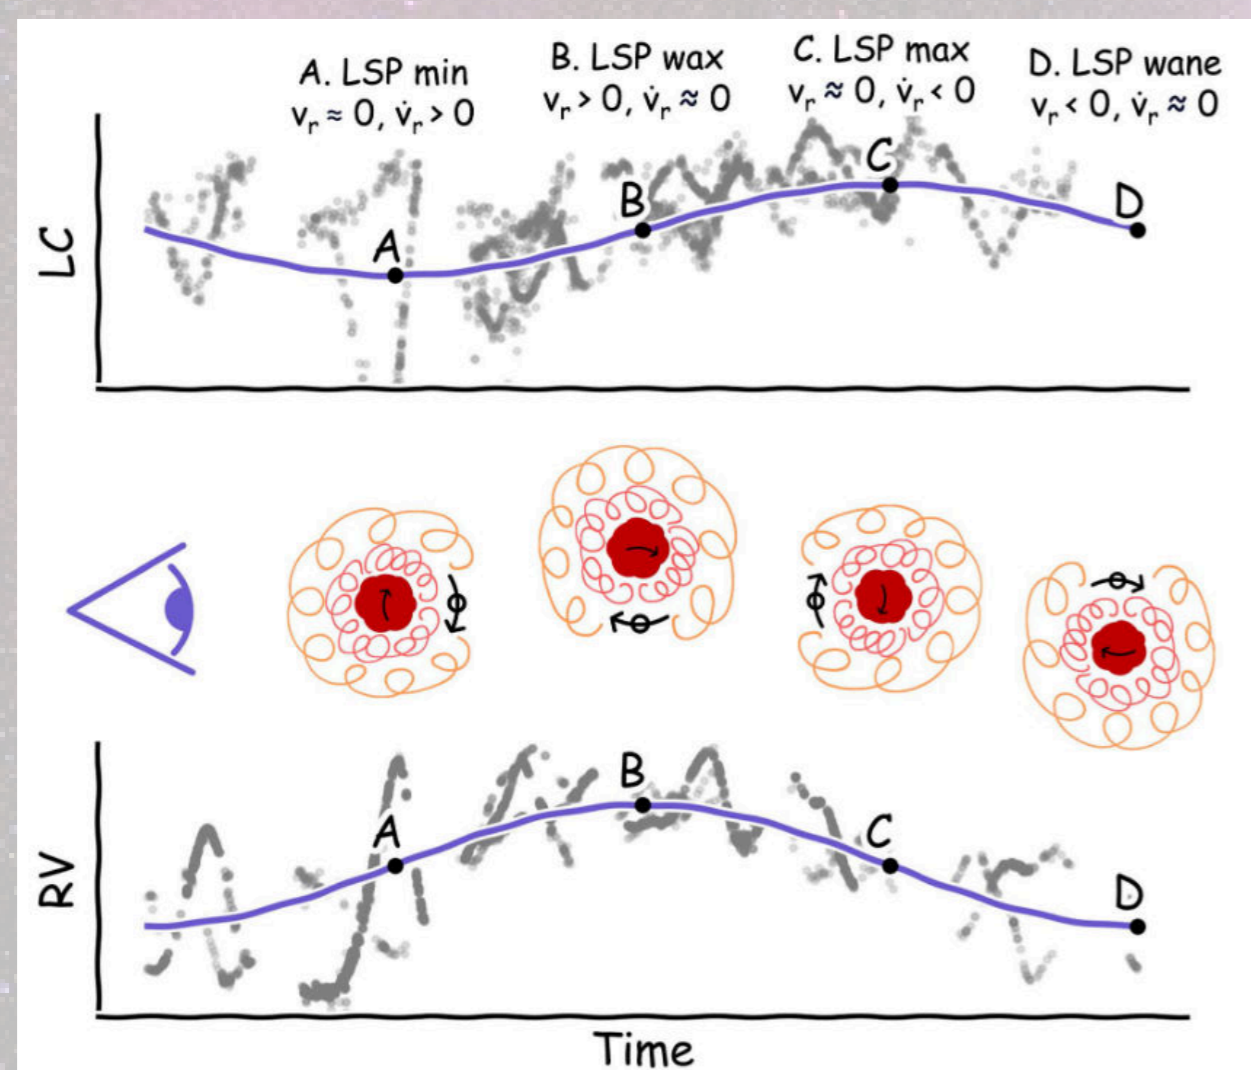 A. LSP min
vᵣ ≈ 0, v̇ᵣ > 0
B. LSP wax
vᵣ > 0, v̇ᵣ ≈ 0
C. LSP max
vᵣ ≈ 0, v̇ᵣ < 0
D. LSP wane
vᵣ < 0, v̇ᵣ ≈ 0
LC
A
B
C
D
RV
A
B
C
D
Time